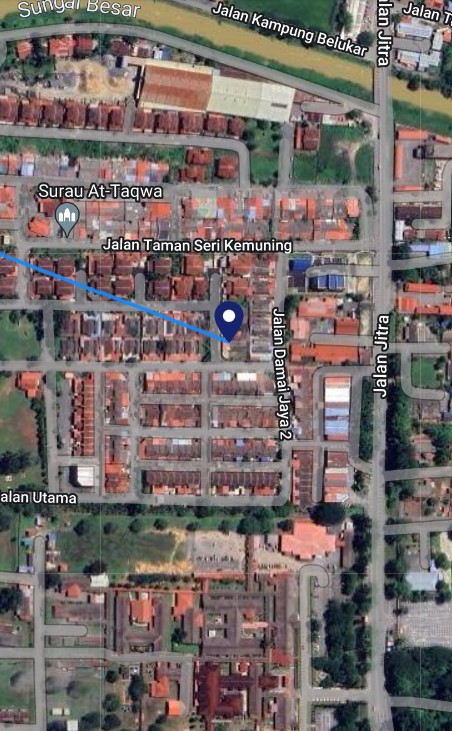 Sungai Besar
Jalan Kampung Belukar
Jalan T
lan Jitra
Surau At-Taqwa
Jalan Taman Seri Kemuning
Jalan Damai Jaya 2
Jalan Jitra
alan Utama